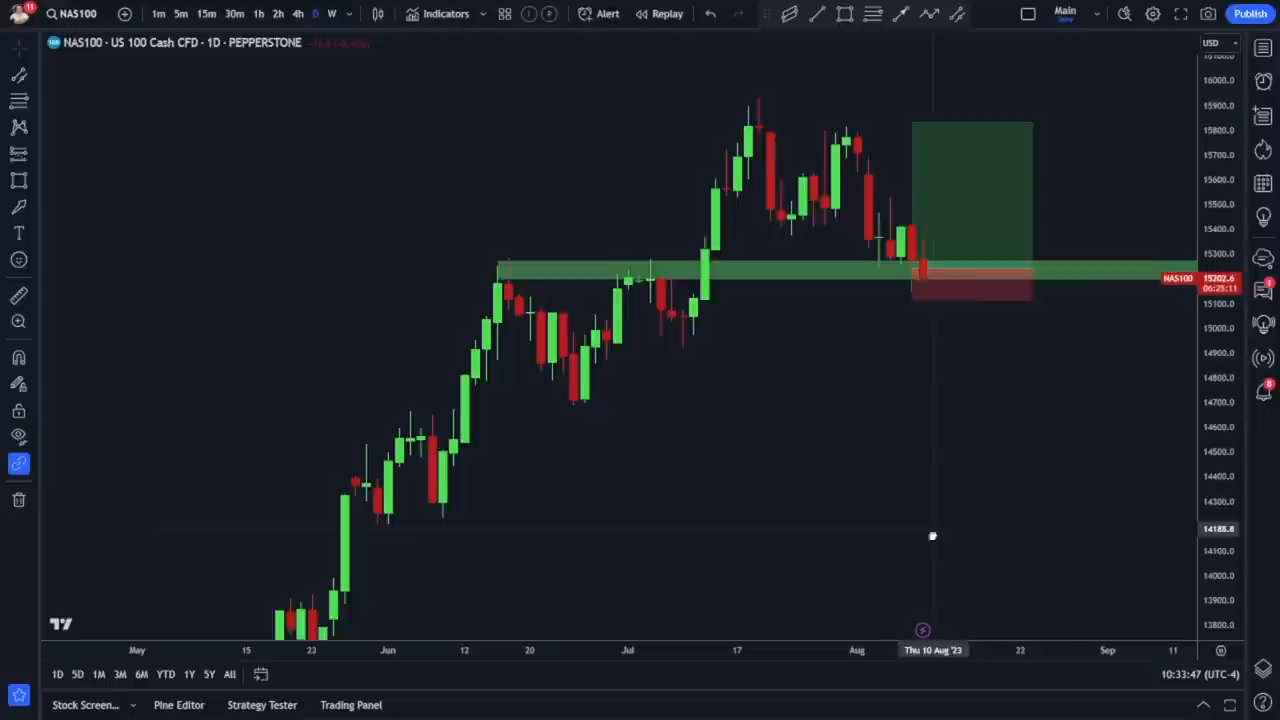 11
NAS100
1m 5m 15m 30m 1h 2h 4h D W
Indicators
Alert
Replay
Main
Save
Publish
NAS100 · US 100 Cash CFD · 1D · PEPPERSTONE
USD
16100.0
16000.0
15900.0
15800.0
15700.0
15600.0
15500.0
15400.0
15300.0
NAS100 15202.6
06:25:11
15100.0
15000.0
14900.0
14800.0
14700.0
14600.0
14500.0
14400.0
14300.0
14100.0
14000.0
13900.0
13800.0
May 15 23 Jun 12 20 Jul 17 Aug Thu 10 Aug '23 22 Sep 11
1D 5D 1M 3M 6M YTD 1Y 5Y All
10:33:47 (UTC-4)
Stock Screen... Pine Editor Strategy Tester Trading Panel